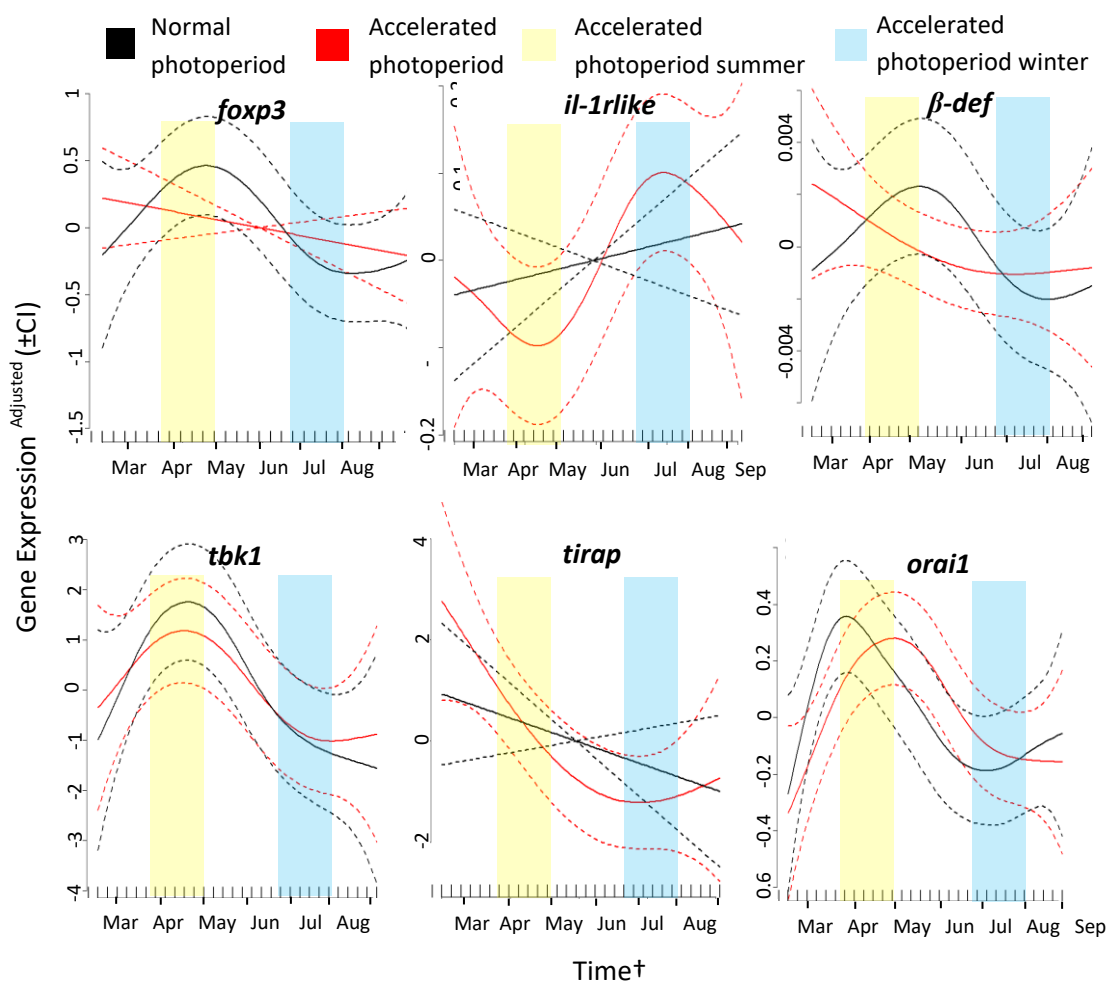 Normal photoperiod
Accelerated photoperiod
Accelerated photoperiod summer
Accelerated photoperiod winter
Gene Expression Adjusted (±CI)
foxp3
1
0.5
0
-0.5
-1
-1.5
Mar Apr May Jun Jul Aug
il-1rlike
0.1
0
-
-0.2
Mar Apr May Jun Jul Aug Sep
β-def
0.004
0
-0.004
Mar Apr May Jun Jul Aug
tbk1
3
2
1
0
-1
2
-3
-4
Mar Apr May Jun Jul Aug
tirap
4
2
0
-2
Mar Apr May Jun Jul Aug
orai1
0.4
0.2
0
-0.2
-0.4
0.6
Mar Apr May Jun Jul Aug Sep
Time†